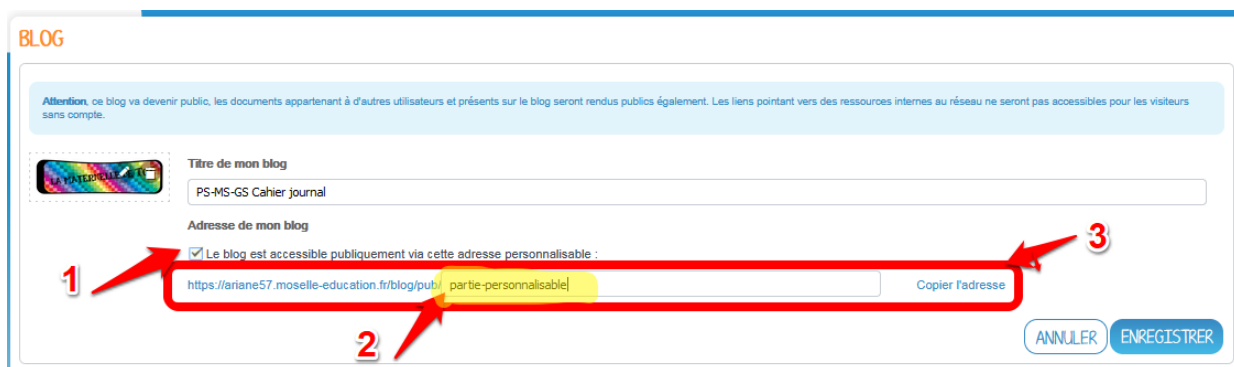 BLOG
Attention, ce blog va devenir public, les documents appartenant à d'autres utilisateurs et présents sur le blog seront rendus publics également. Les liens pointant vers des ressources internes au réseau ne seront pas accessibles pour les visiteurs
sans compte.
Titre de mon blog
LA MATERNELLE
PS-MS-GS Cahier journal
Adresse de mon blog
3
Le blog est accessible publiquement via cette adresse personnalisable :
1
https://ariane57.moselle-education.fr/blog/pub/ partie-personnalisable Copier l'adresse
2
ANNULER ENREGISTRER